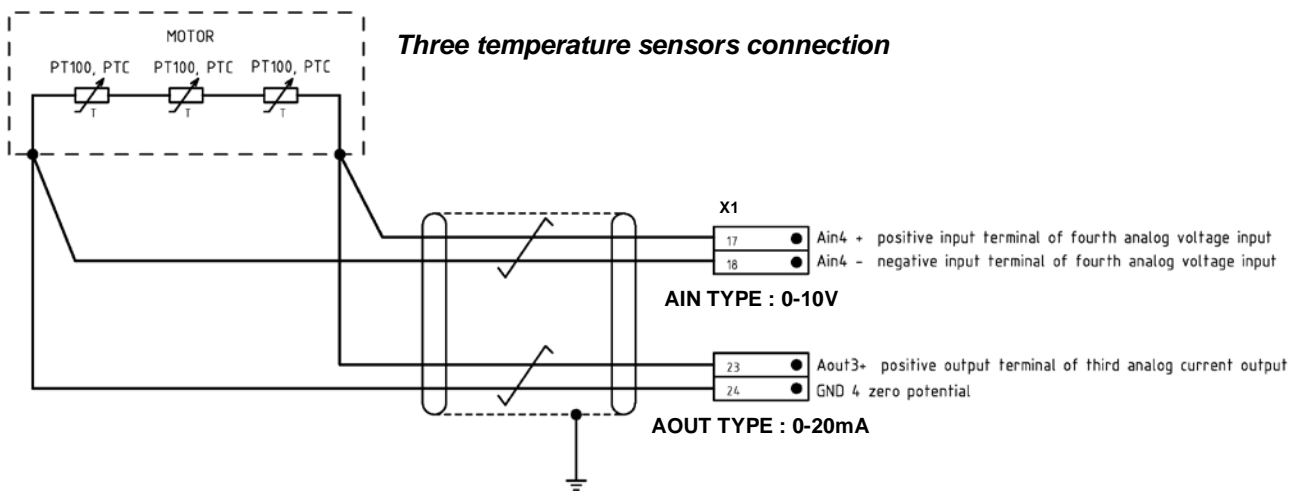 MOTOR
Three temperature sensors connection
PT100, PTC PT100, PTC PT100, PTC
T T T
X1
17 Ain4 + positive input terminal of fourth analog voltage input
18 Ain4 - negative input terminal of fourth analog voltage input
AIN TYPE : 0-10V
23 Aout3+ positive output terminal of third analog current output
24 GND 4 zero potential
AOUT TYPE : 0-20mA